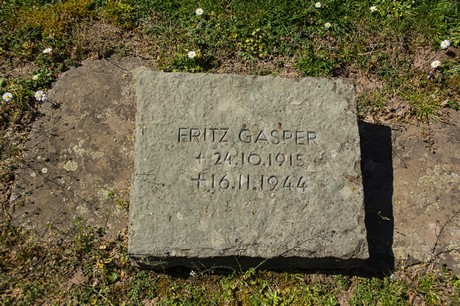 FRITZ GASPER
+ 24.10.1915
+ 16.11.1944